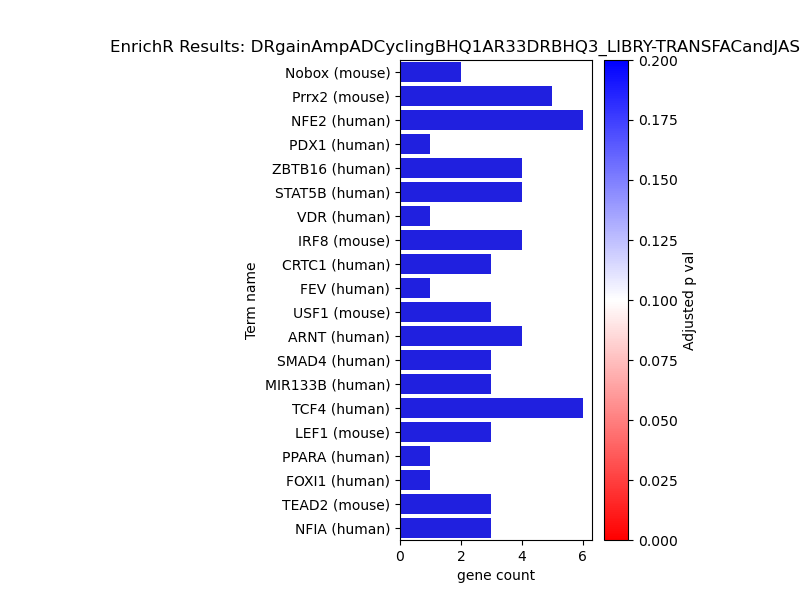 EnrichR Results: DRgainAmpADCyclingBHQ1AR33DRBHQ3_LIBRY-TRANSFACandJAS
Nobox (mouse)
Prrx2 (mouse)
NFE2 (human)
PDX1 (human)
ZBTB16 (human)
STAT5B (human)
VDR (human)
IRF8 (mouse)
CRTC1 (human)
FEV (human)
USF1 (mouse)
ARNT (human)
SMAD4 (human)
MIR133B (human)
TCF4 (human)
LEF1 (mouse)
PPARA (human)
FOXI1 (human)
TEAD2 (mouse)
NFIA (human)
Term name
0 2 4 6
gene count
0.200
0.175
0.150
0.125
0.100
0.075
0.050
0.025
0.000
Adjusted p val